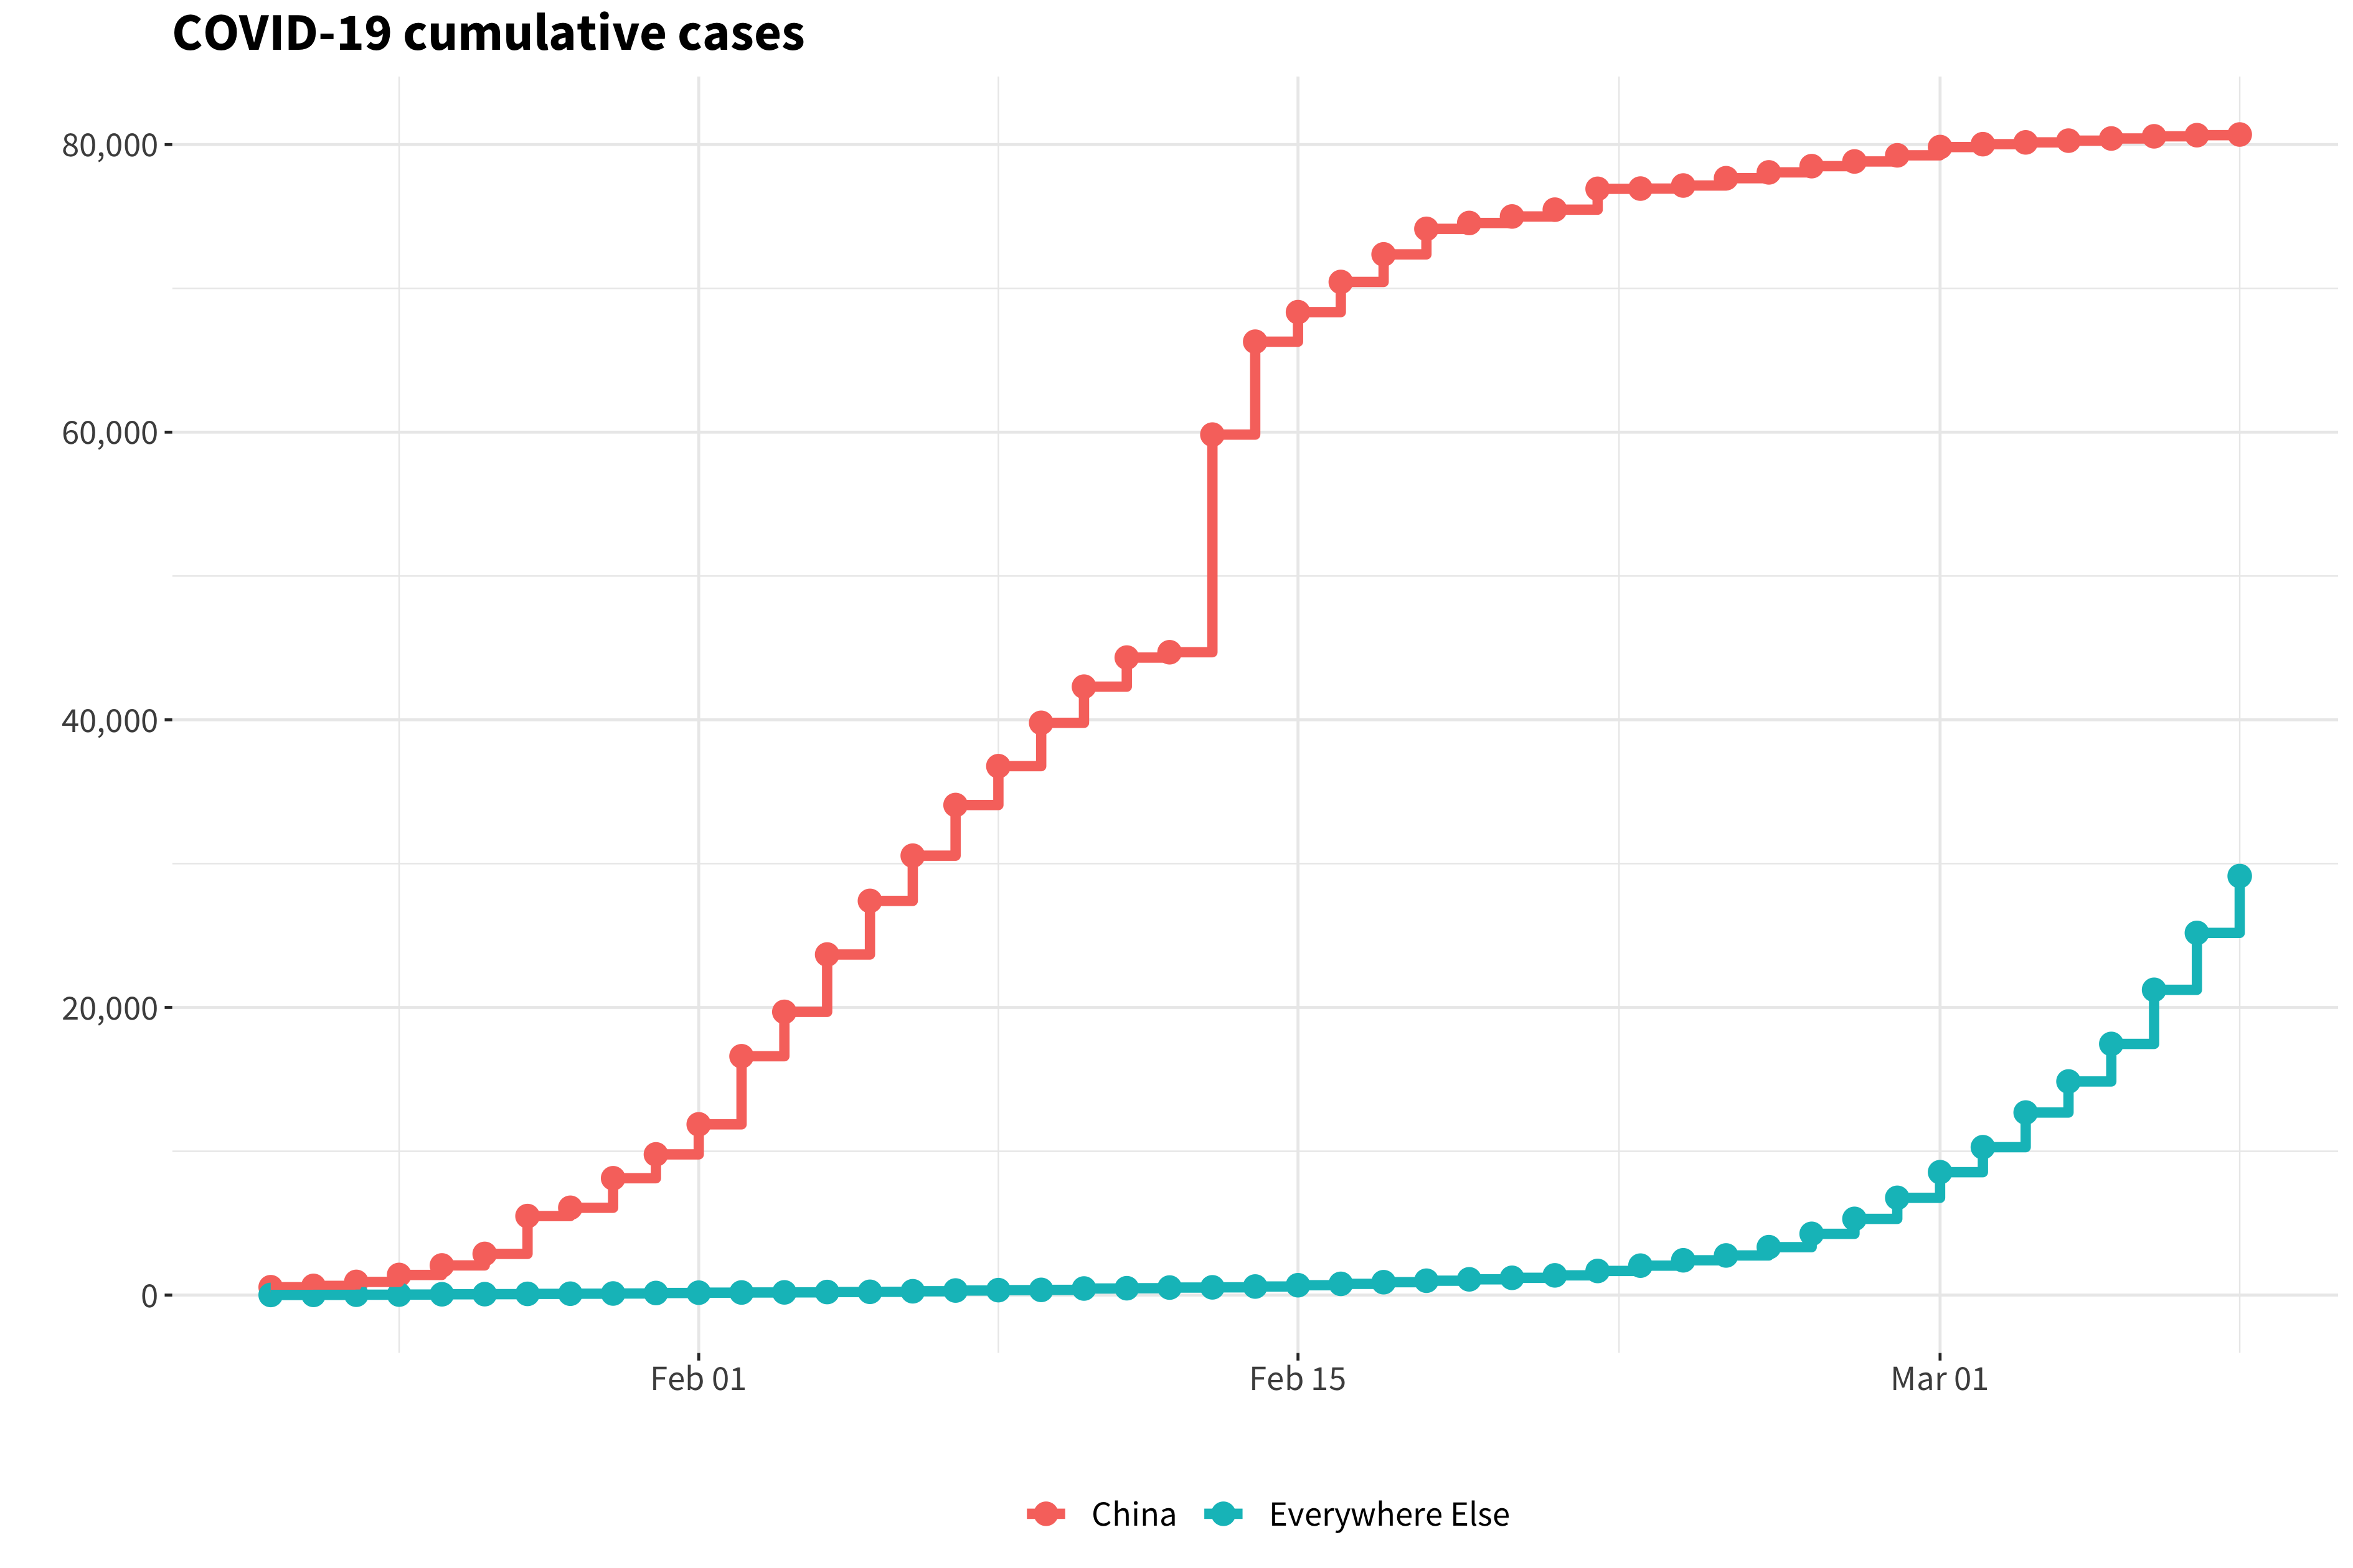 COVID-19 cumulative cases
80,000
60,000
40,000
20,000
0
Feb 01 Feb 15 Mar 01
China Everywhere Else